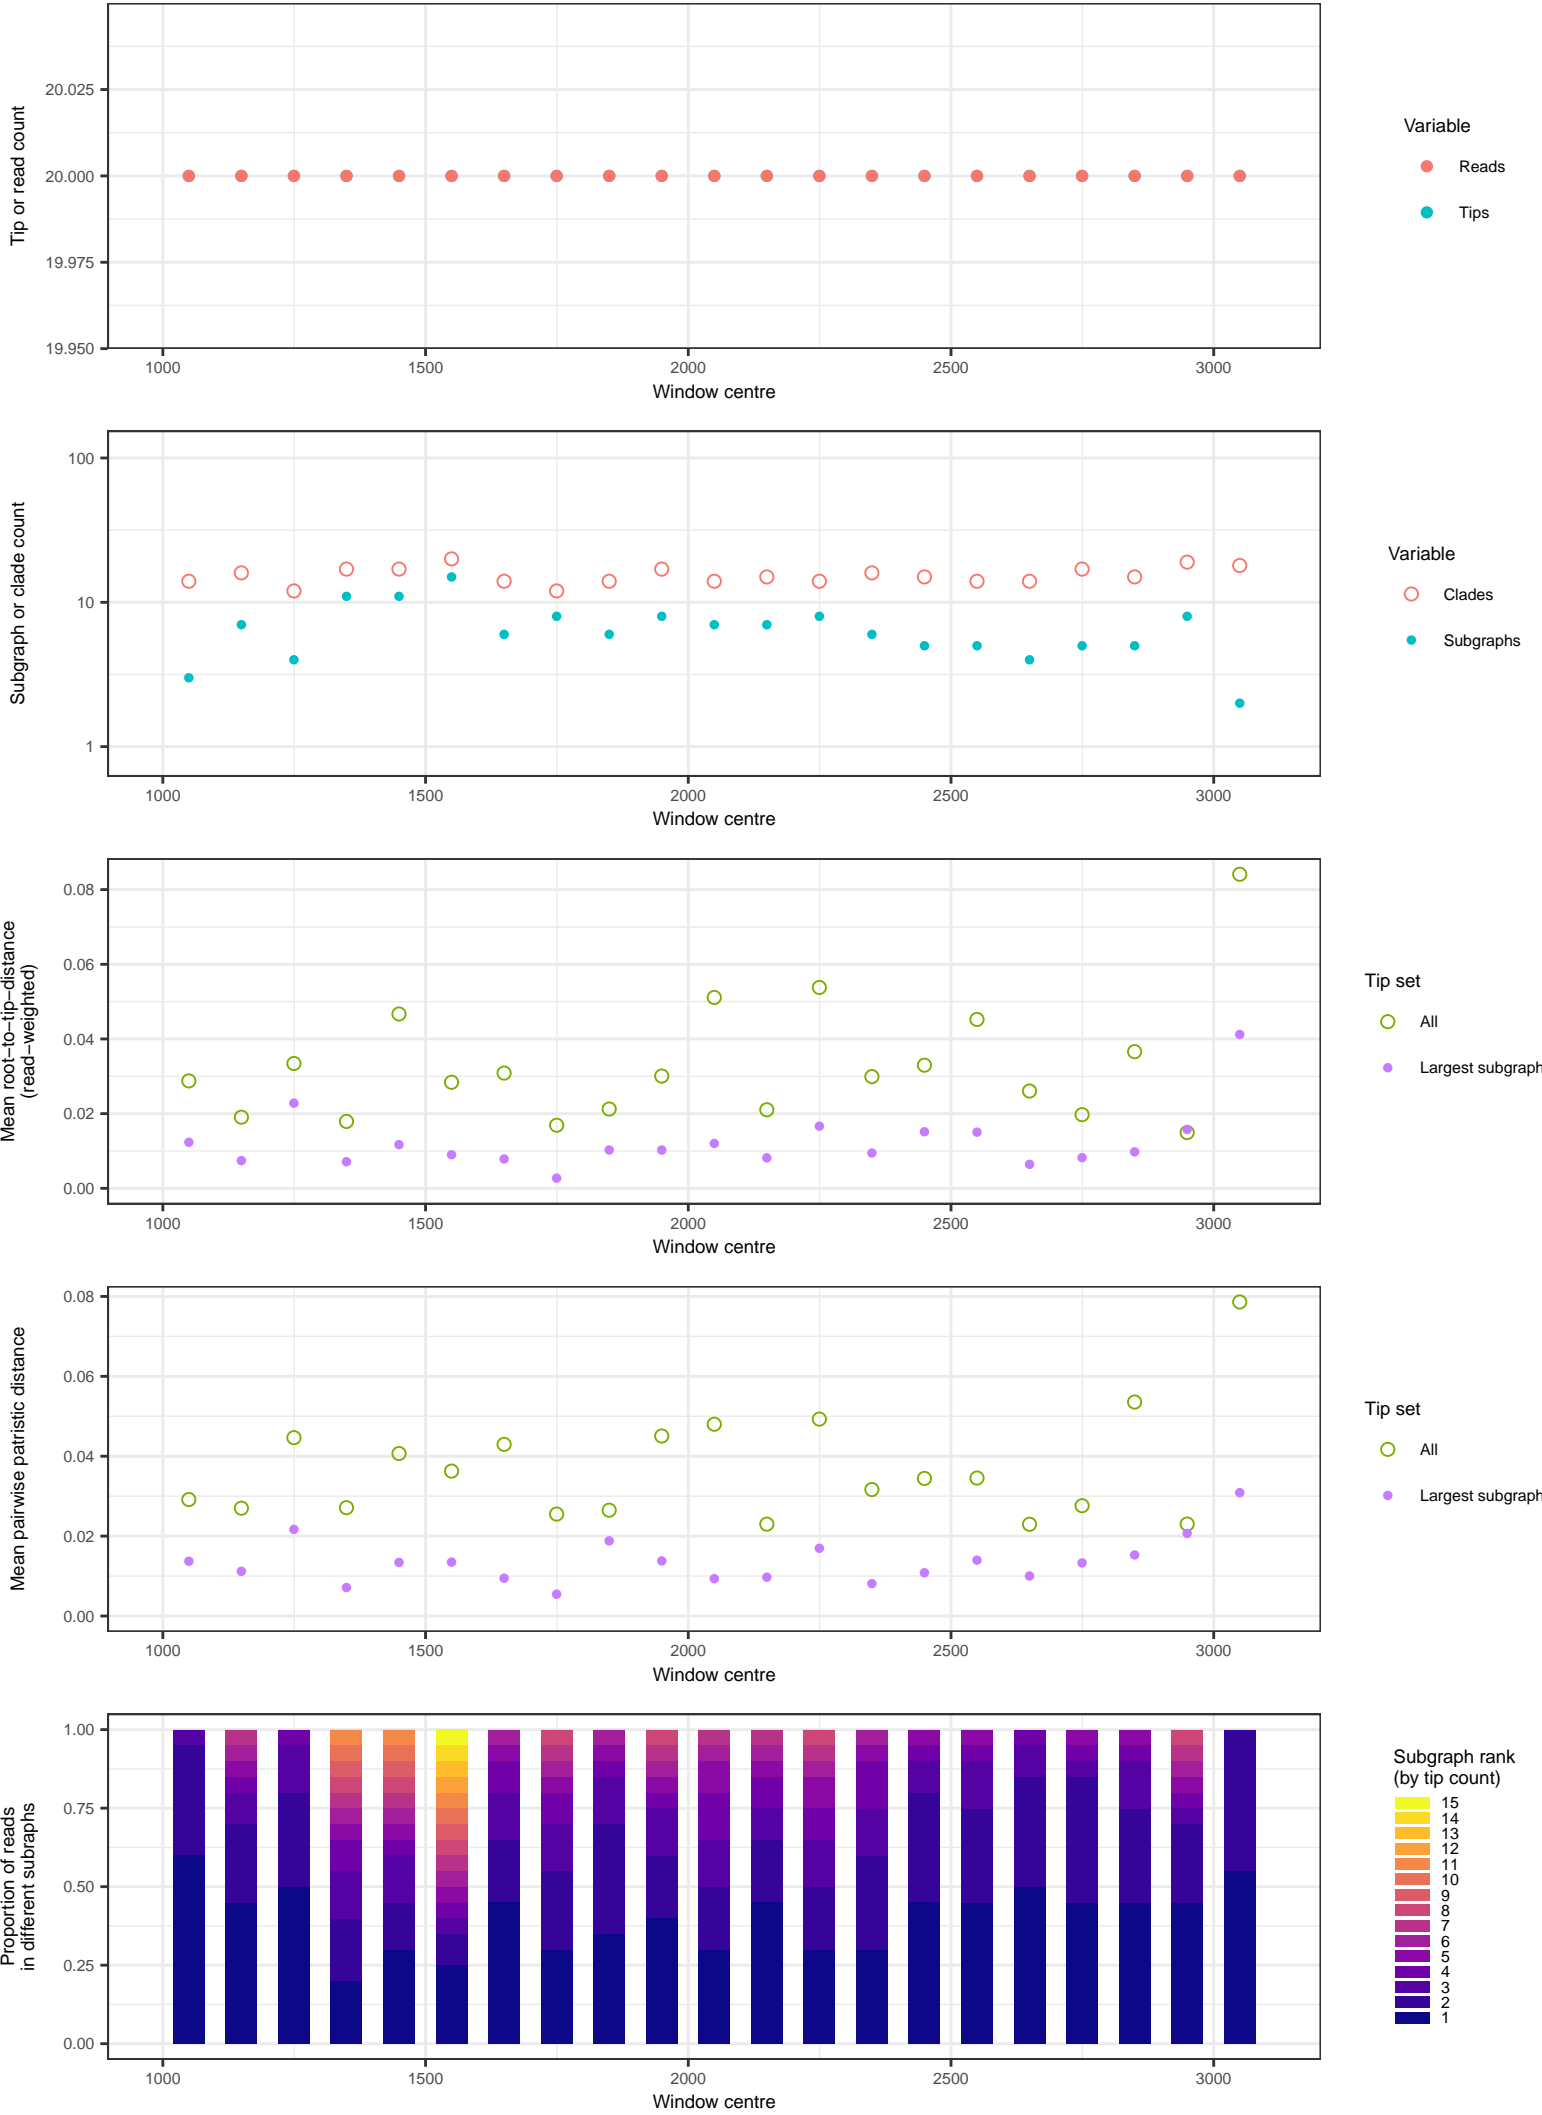 Tip or read count
20.025
20.000
19.975
19.950
1000 1500 2000 2500 3000
Window centre
Variable
Reads
Tips
Subgraph or clade count
100
10
1
1000 1500 2000 2500 3000
Window centre
Variable
Clades
Subgraphs
Mean root−to−tip−distance
(read−weighted)
0.08
0.06
0.04
0.02
0.00
1000 1500 2000 2500 3000
Window centre
Tip set
All
Largest subgraph
Mean pairwise patristic distance
0.08
0.06
0.04
0.02
0.00
1000 1500 2000 2500 3000
Window centre
Tip set
All
Largest subgraph
Proportion of reads
in different subraphs
1.00
0.75
0.50
0.25
0.00
1000 1500 2000 2500 3000
Window centre
Subgraph rank
(by tip count)
15
14
13
12
11
10
9
8
7
6
5
4
3
2
1